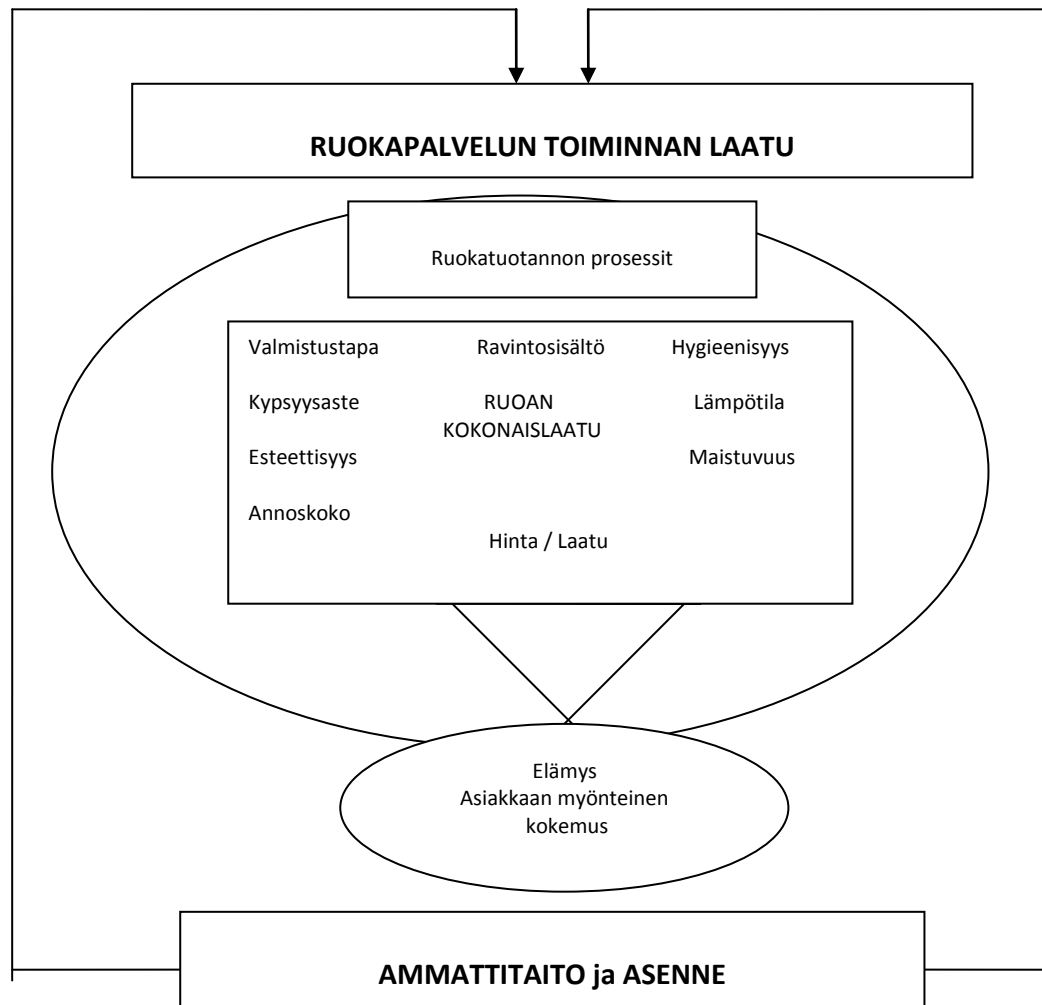 RUOKAPALVELUN TOIMINNAN LAATU
Ruokatuotannon prosessit
Valmistustapa Ravintosisältö Hygieenisyys
Kypsyysaste RUOAN Lämpötila
KOKONAISLAATU
Esteettisyys Maistuvuus
Annoskoko
Hinta / Laatu
Elämys
Asiakkaan myönteinen
kokemus
AMMATTITAITO ja ASENNE